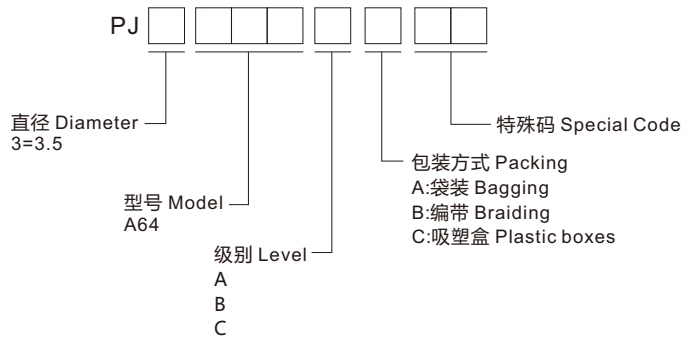 PJ
直径 Diameter
3=3.5
型号 Model
A64
级别 Level
A
B
C
特殊码 Special Code
包装方式 Packing
A:袋装 Bagging
B:编带 Braiding
C:吸塑盒 Plastic boxes